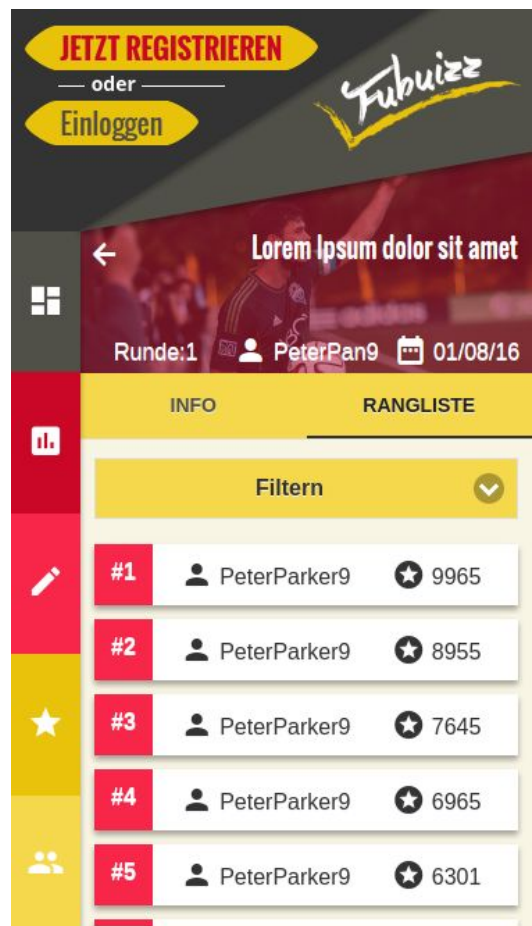 JETZT REGISTRIEREN
oder
Einloggen
Fubuizz
Lorem Ipsum dolor sit amet
Runde:1 PeterPan9 01/08/16
INFO RANGLISTE
Filtern
#1 PeterParker9 9965
#2 PeterParker9 8955
#3 PeterParker9 7645
#4 PeterParker9 6965
#5 PeterParker9 6301